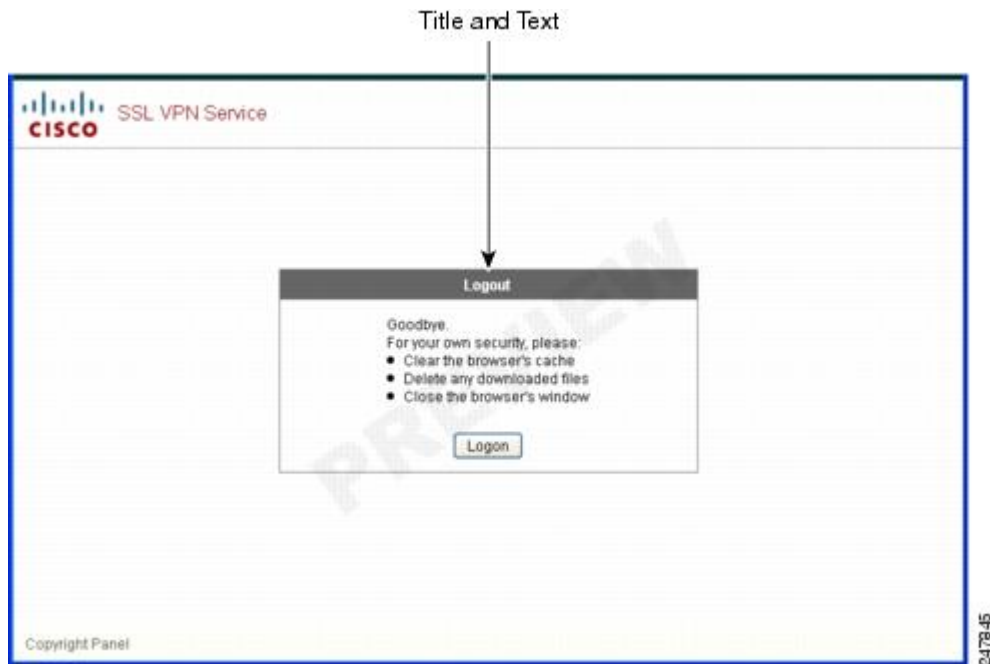 Title and Text
CISCO SSL VPN Service
Logout
Goodbye.
For your own security, please:
• Clear the browser's cache
• Delete any downloaded files
• Close the browser's window
Logon
PREVIEW
Copyright Panel
247845